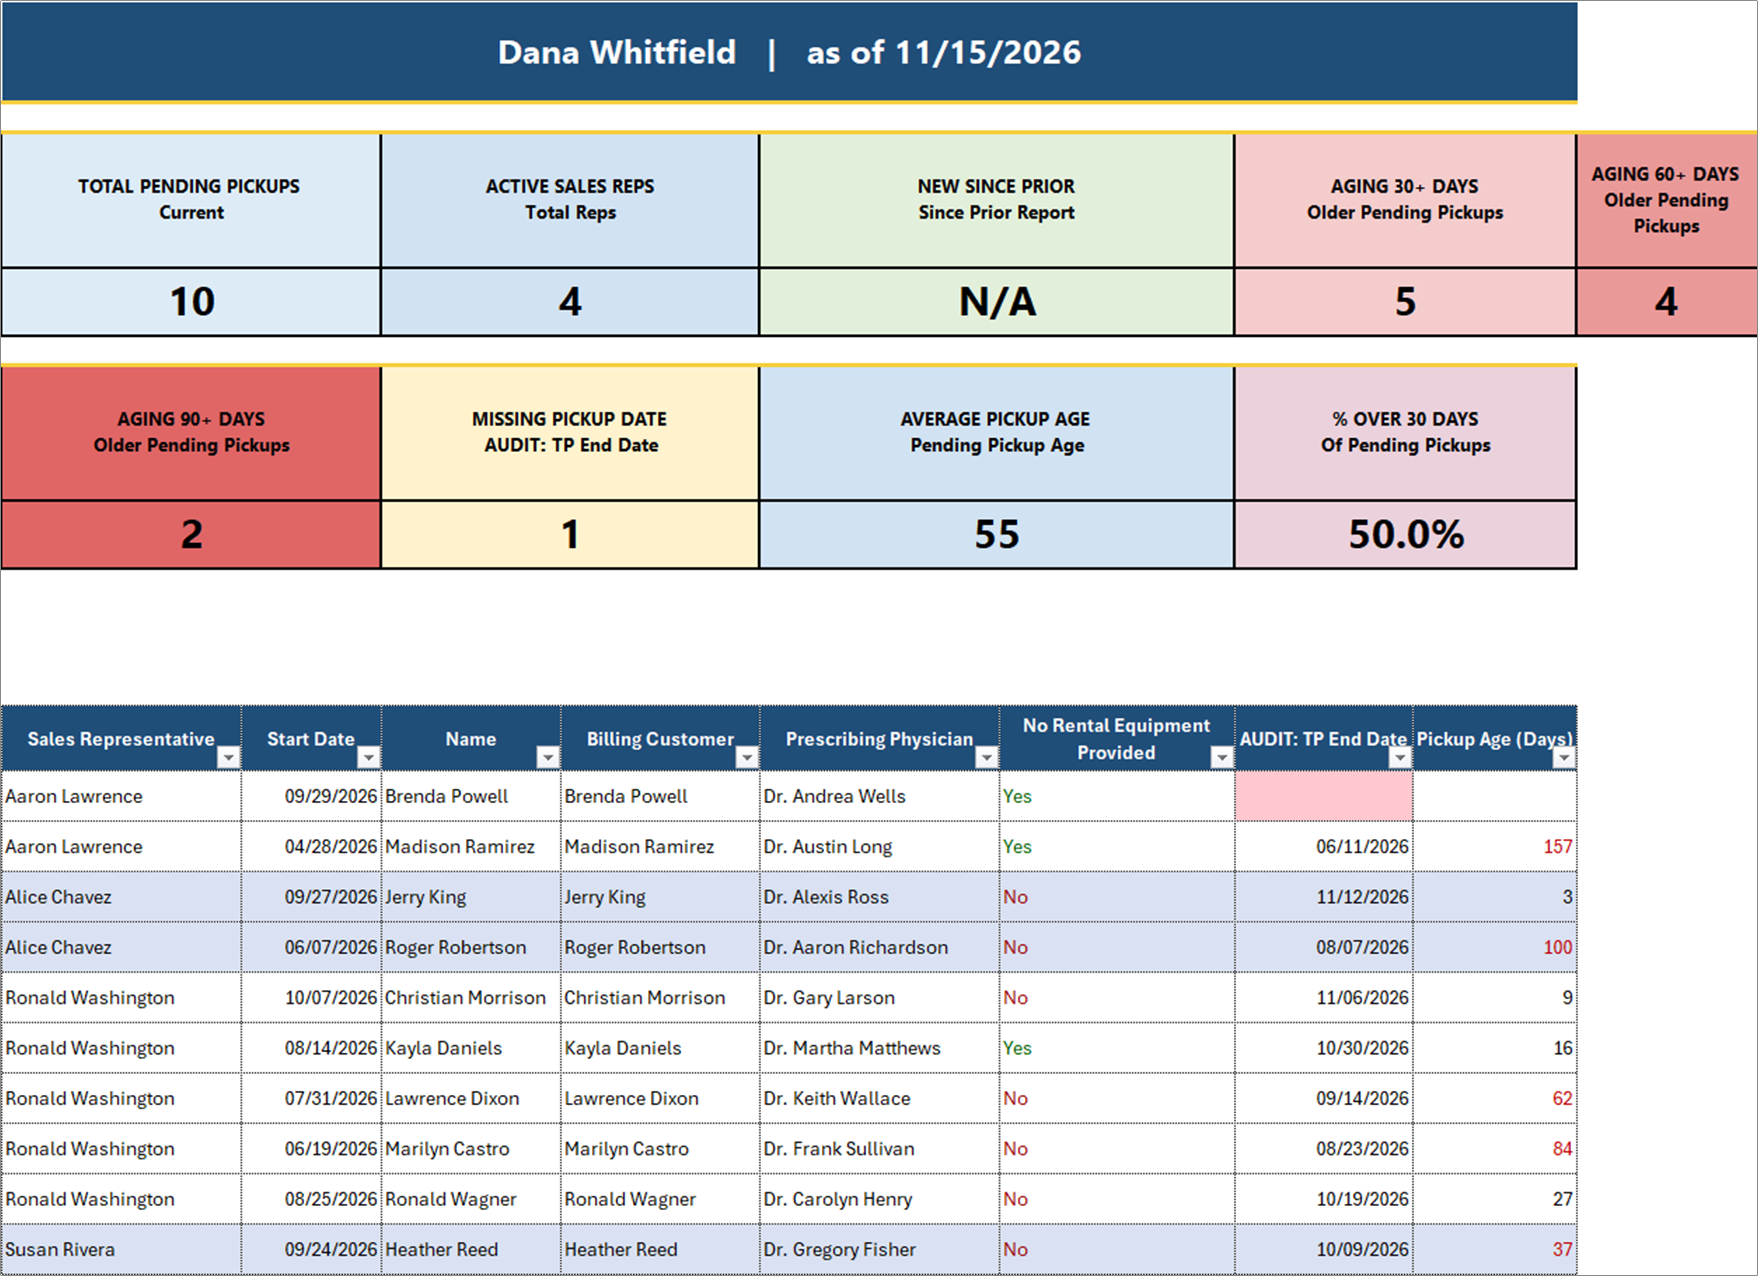 Dana Whitfield | as of 11/15/2026
TOTAL PENDING PICKUPS
Current
10
ACTIVE SALES REPS
Total Reps
4
NEW SINCE PRIOR
Since Prior Report
N/A
AGING 30+ DAYS
Older Pending Pickups
5
AGING 60+ DAYS
Older Pending
Pickups
4
AGING 90+ DAYS
Older Pending Pickups
2
MISSING PICKUP DATE
AUDIT: TP End Date
1
AVERAGE PICKUP AGE
Pending Pickup Age
55
% OVER 30 DAYS
Of Pending Pickups
50.0%
Sales Representative Start Date Name Billing Customer Prescribing Physician No Rental Equipment Provided AUDIT: TP End Date Pickup Age (Days)
Aaron Lawrence 09/29/2026 Brenda Powell Brenda Powell Dr. Andrea Wells Yes
Aaron Lawrence 04/28/2026 Madison Ramirez Madison Ramirez Dr. Austin Long Yes 06/11/2026 157
Alice Chavez 09/27/2026 Jerry King Jerry King Dr. Alexis Ross No 11/12/2026 3
Alice Chavez 06/07/2026 Roger Robertson Roger Robertson Dr. Aaron Richardson No 08/07/2026 100
Ronald Washington 10/07/2026 Christian Morrison Christian Morrison Dr. Gary Larson No 11/06/2026 9
Ronald Washington 08/14/2026 Kayla Daniels Kayla Daniels Dr. Martha Matthews Yes 10/30/2026 16
Ronald Washington 07/31/2026 Lawrence Dixon Lawrence Dixon Dr. Keith Wallace No 09/14/2026 62
Ronald Washington 06/19/2026 Marilyn Castro Marilyn Castro Dr. Frank Sullivan No 08/23/2026 84
Ronald Washington 08/25/2026 Ronald Wagner Ronald Wagner Dr. Carolyn Henry No 10/19/2026 27
Susan Rivera 09/24/2026 Heather Reed Heather Reed Dr. Gregory Fisher No 10/09/2026 37